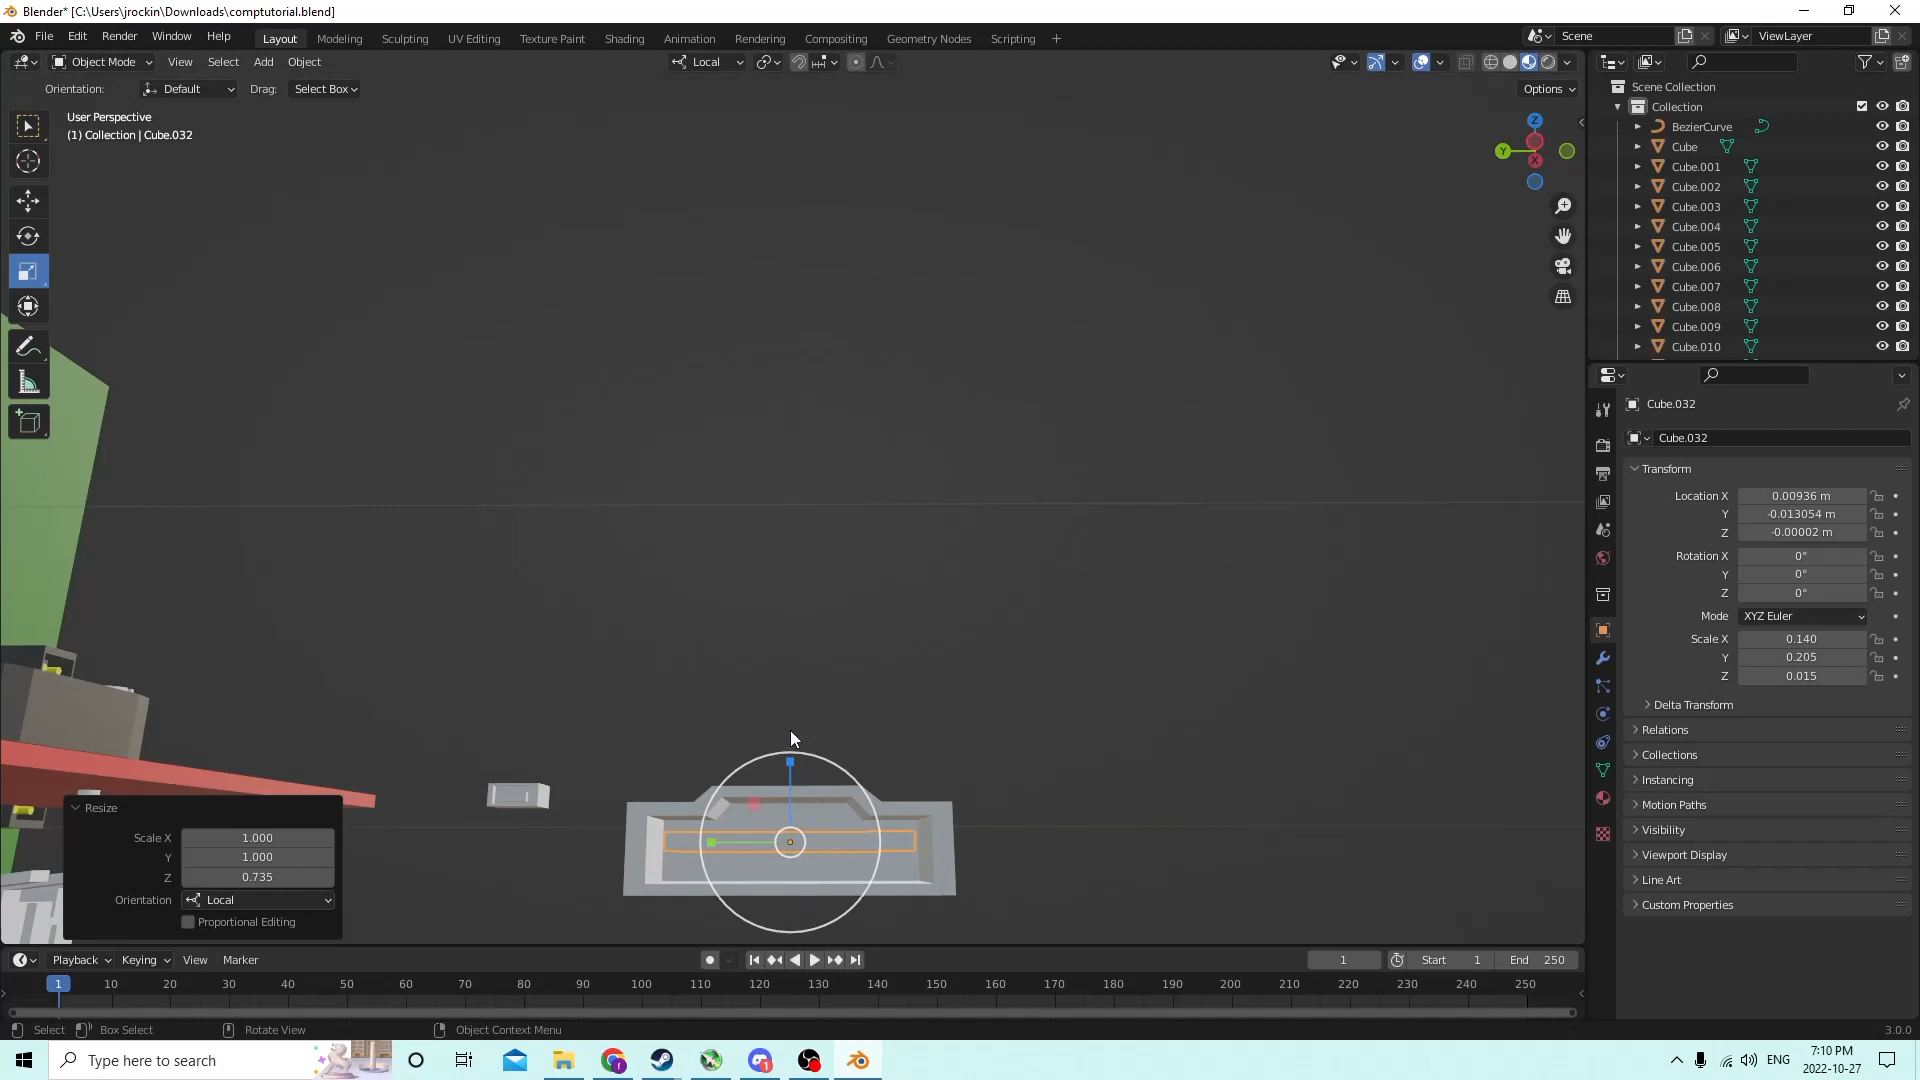 Blender* [C:\Users\jrockin\Downloads\comptutorial.blend]
File Edit Render Window Help
Layout Modeling Sculpting UV Editing Texture Paint Shading Animation Rendering Compositing Geometry Nodes Scripting +
Scene
ViewLayer
Object Mode View Select Add Object
Local
Orientation: Default Drag: Select Box
Options
User Perspective
(1) Collection | Cube.032
Z
Y
X
Scene Collection
Collection
BezierCurve
Cube
Cube.001
Cube.002
Cube.003
Cube.004
Cube.005
Cube.006
Cube.007
Cube.008
Cube.009
Cube.010
Cube.032
Cube.032
Transform
Location X 0.00936 m
Y -0.013054 m
Z -0.00002 m
Rotation X 0°
Y 0°
Z 0°
Mode XYZ Euler
Scale X 0.140
Y 0.205
Z 0.015
Delta Transform
Relations
Collections
Instancing
Motion Paths
Visibility
Viewport Display
Line Art
Custom Properties
Resize
Scale X 1.000
Y 1.000
Z 0.735
Orientation Local
Proportional Editing
Playback Keying View Marker
1 Start 1 End 250
1 10 20 30 40 50 60 70 80 90 100 110 120 130 140 150 160 170 180 190 200 210 220 230 240 250
Select Box Select Rotate View Object Context Menu
3.0.0
Type here to search
1
ENG
7:10 PM
2022-10-27